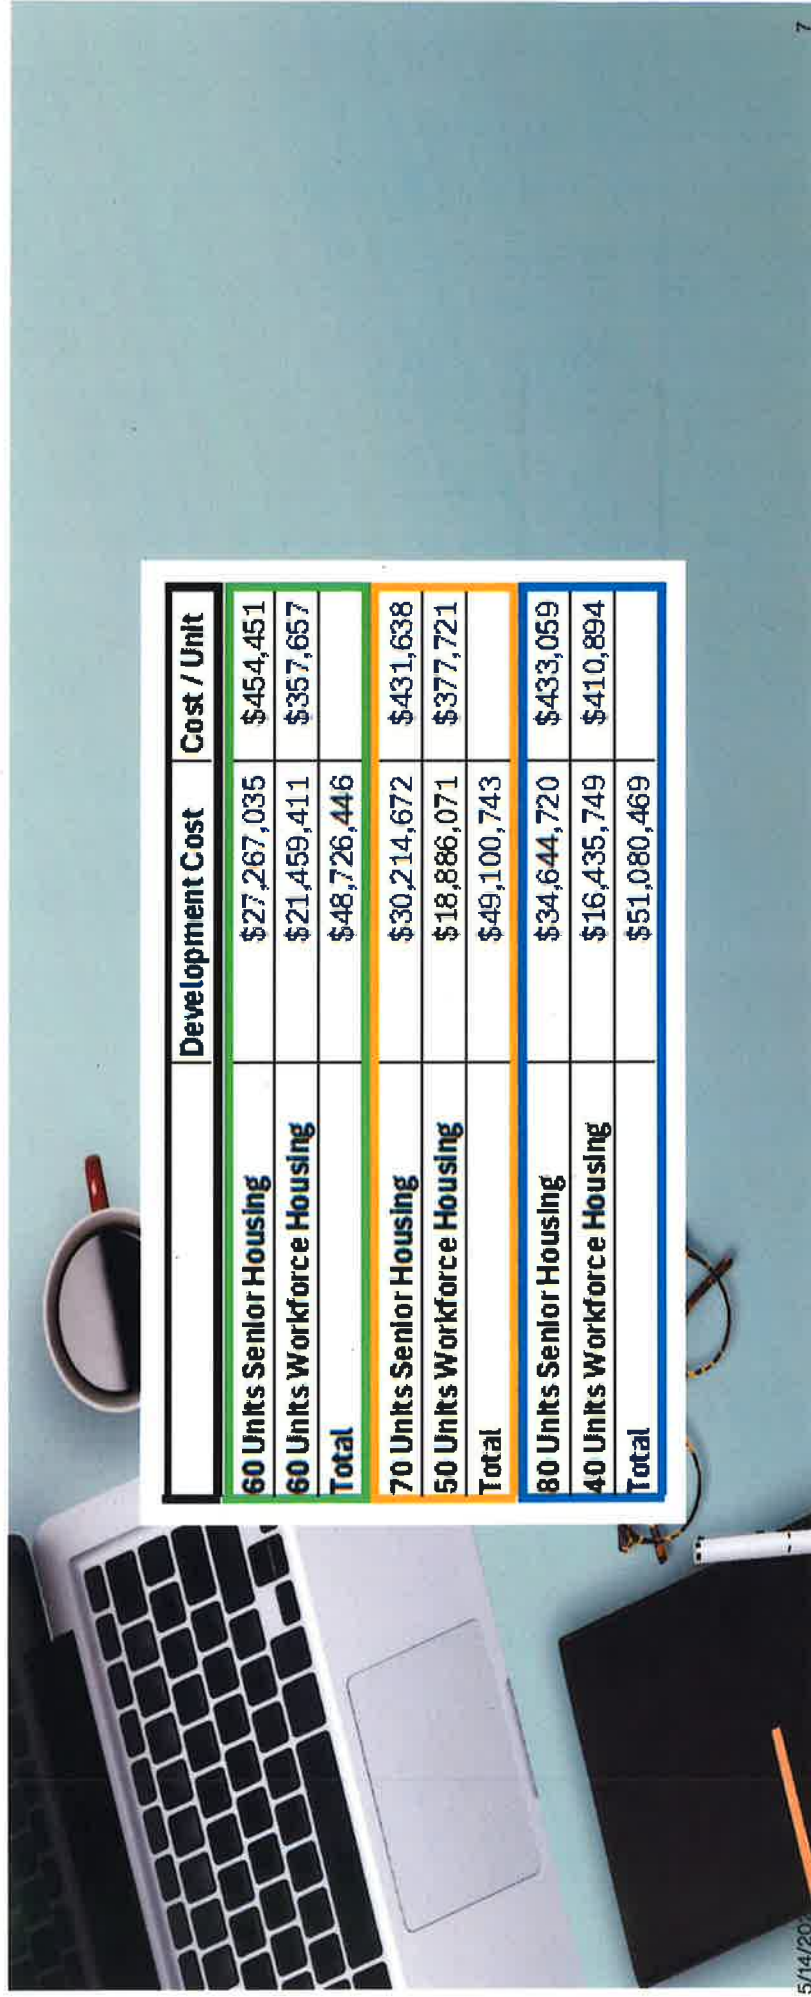 Development Cost Cost / Unit
60 Units Senior Housing $27,267,035 $454,451
60 Units Workforce Housing $21,459,411 $357,657
Total $48,726,446
70 Units Senior Housing $30,214,672 $431,638
50 Units Workforce Housing $18,886,071 $377,721
Total $49,100,743
80 Units Senior Housing $34,644,720 $433,059
40 Units Workforce Housing $16,435,749 $410,894
Total $51,080,469
7